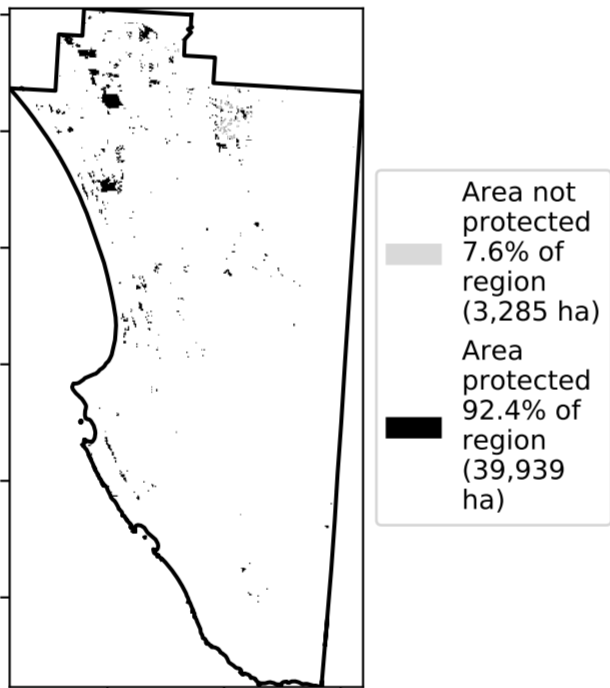 Area not
protected
7.6% of
region
(3,285 ha)
Area
protected
92.4% of
region
(39,939
ha)